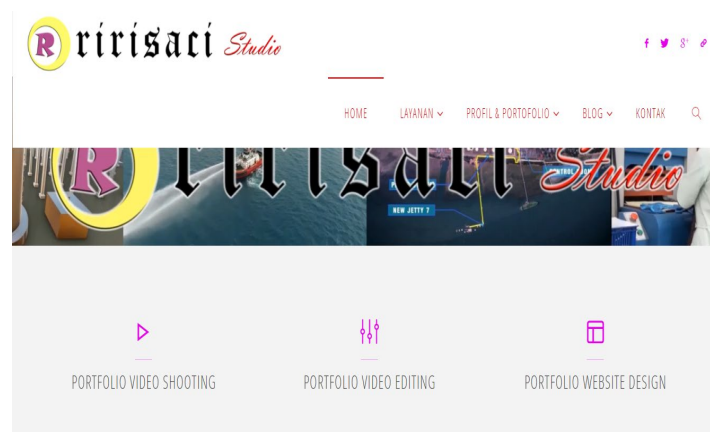 R ririsaci Studio
HOME LAYANAN PROFIL & PORTOFOLIO BLOG KONTAK
R ririsaci Studio
NEW JETTY 7
PORTFOLIO VIDEO SHOOTING PORTFOLIO VIDEO EDITING PORTFOLIO WEBSITE DESIGN